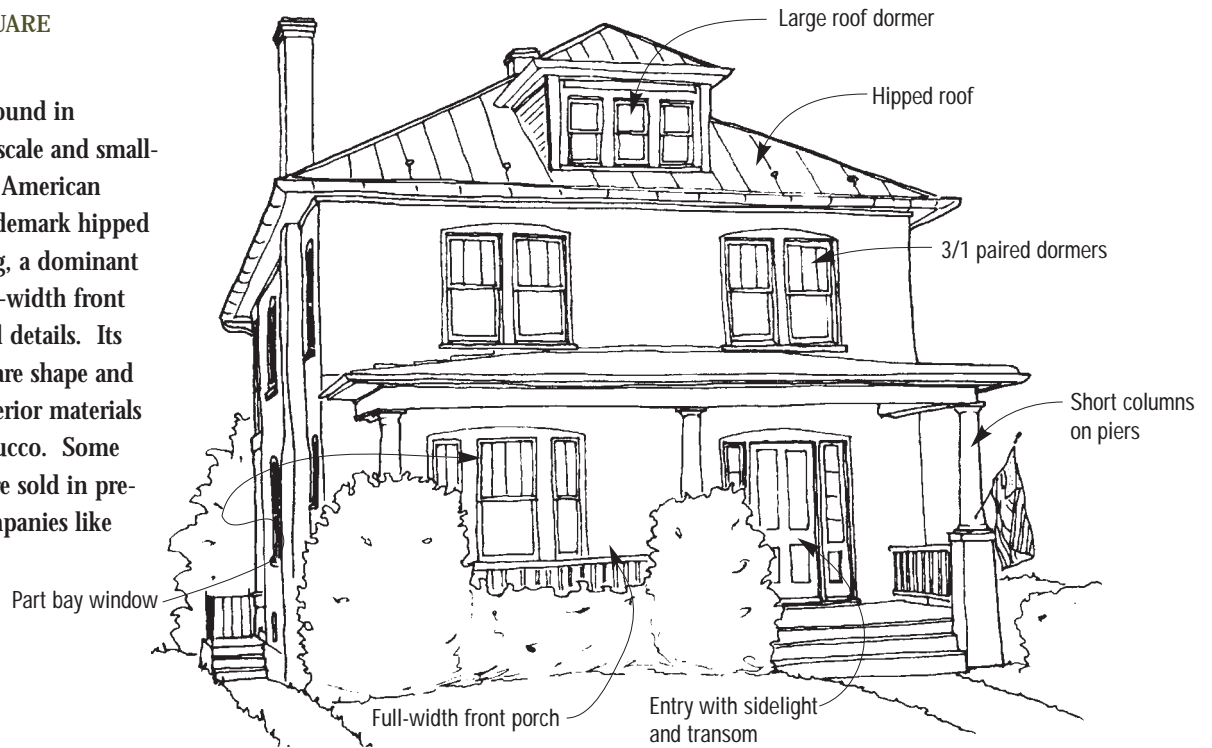 UARE
ound in
scale and small-
American
demark hipped
g, a dominant
-width front
l details.  Its
are shape and
erior materials
ucco.  Some
re sold in pre-
mpanies like
Large roof dormer
Hipped roof
3/1 paired dormers
Short columns
on piers
Part bay window
Full-width front porch
Entry with sidelight
and transom